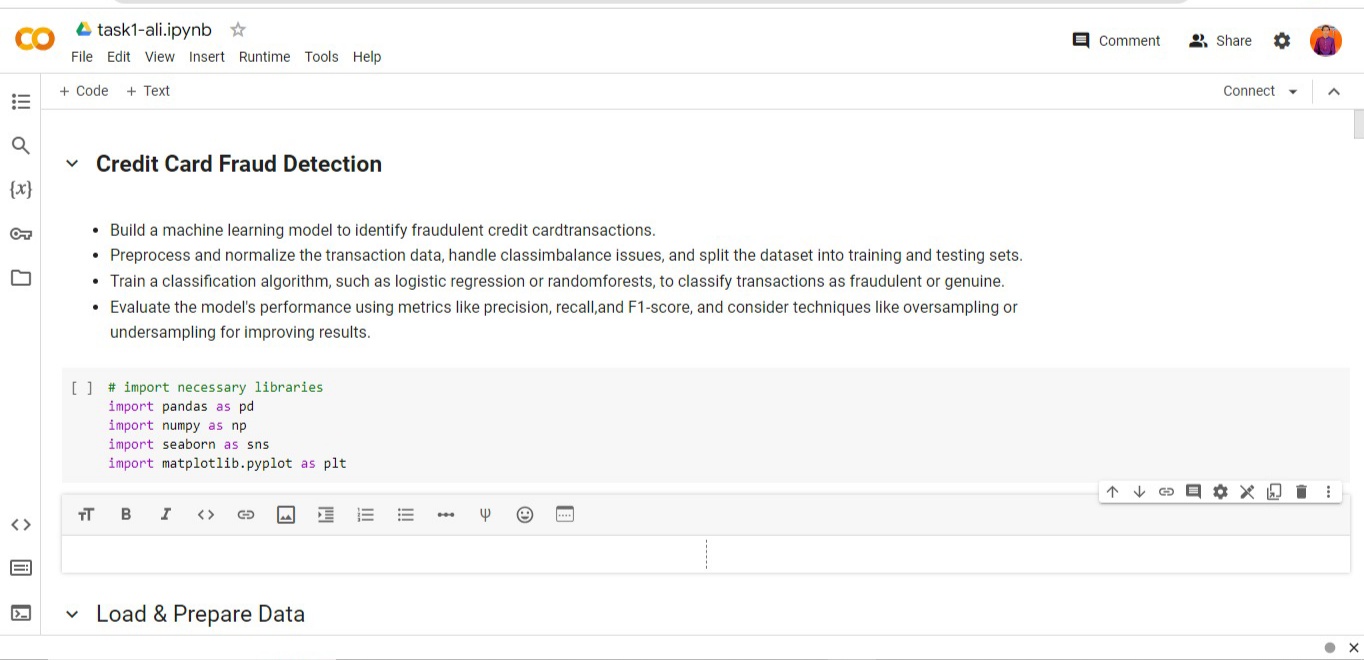 task1-ali.ipynb
File Edit View Insert Runtime Tools Help
Comment Share
+ Code + Text
Connect
Credit Card Fraud Detection
• Build a machine learning model to identify fraudulent credit cardtransactions.
• Preprocess and normalize the transaction data, handle classimbalance issues, and split the dataset into training and testing sets.
• Train a classification algorithm, such as logistic regression or randomforests, to classify transactions as fraudulent or genuine.
• Evaluate the model's performance using metrics like precision, recall,and F1-score, and consider techniques like oversampling or
undersampling for improving results.
[ ] # import necessary libraries
import pandas as pd
import numpy as np
import seaborn as sns
import matplotlib.pyplot as plt
Load & Prepare Data